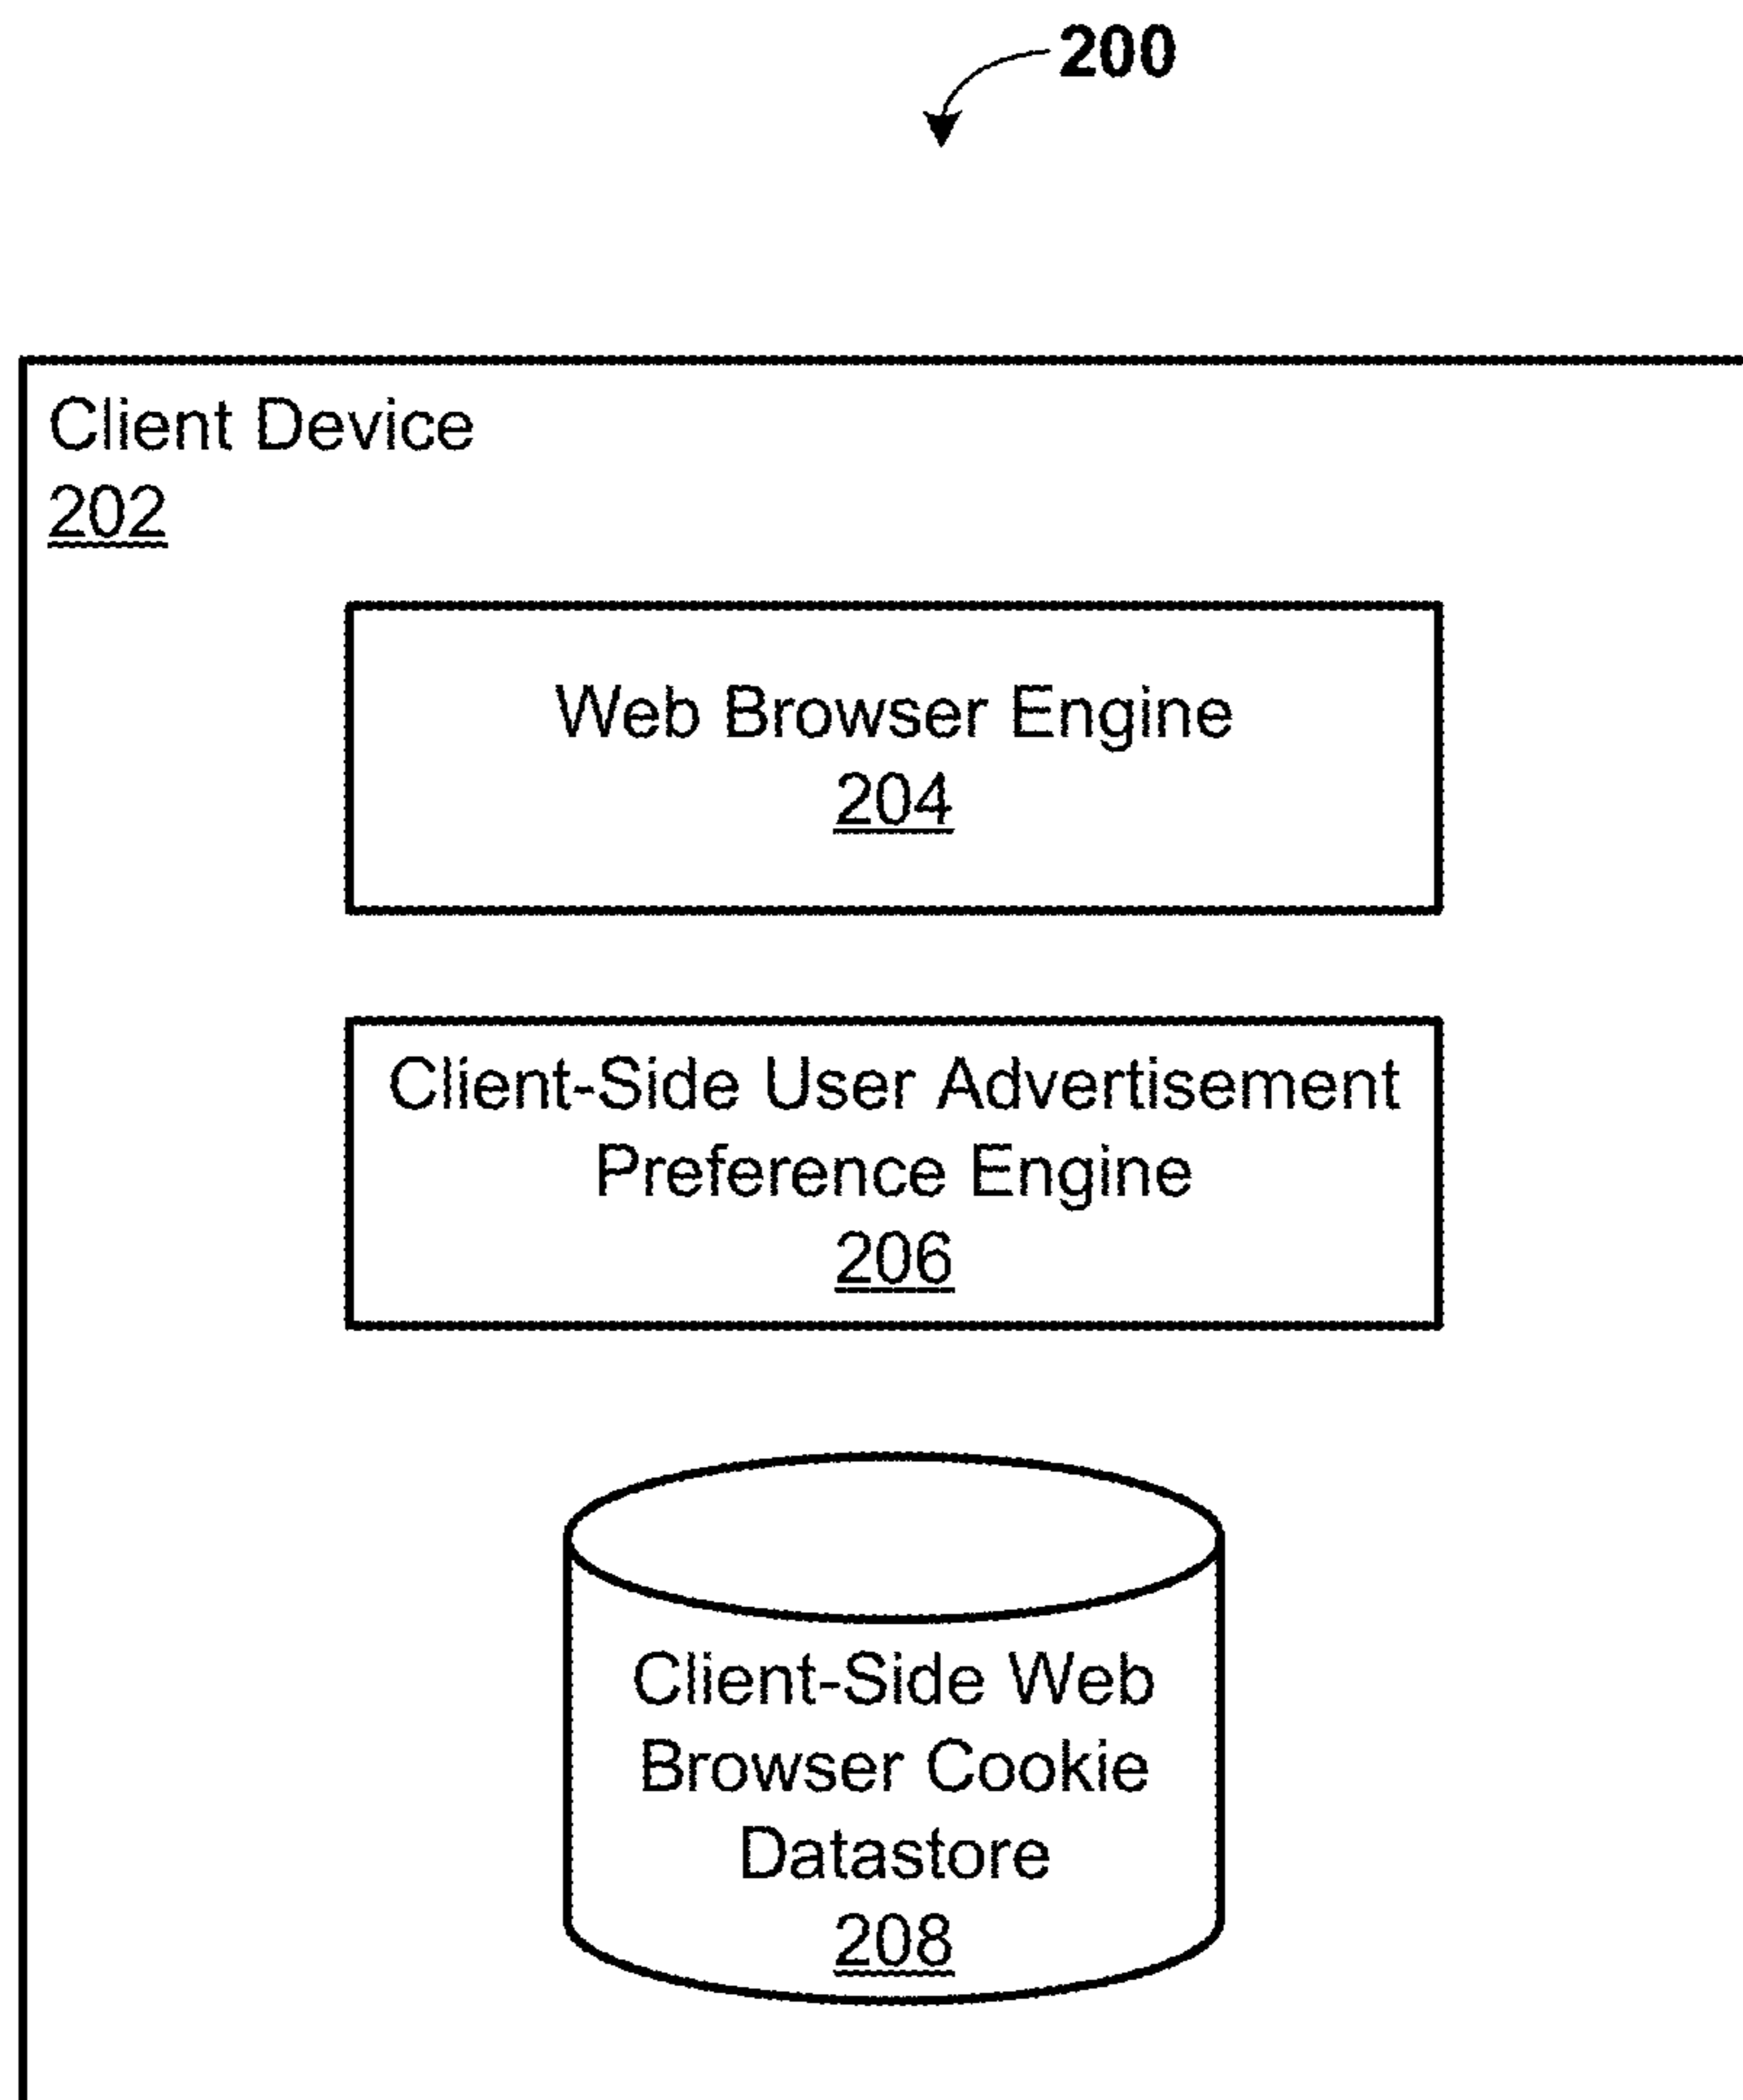 200
Client Device
202
Web Browser Engine
204
Client-Side User Advertisement
Preference Engine
206
Client-Side Web
Browser Cookie
Datastore
208